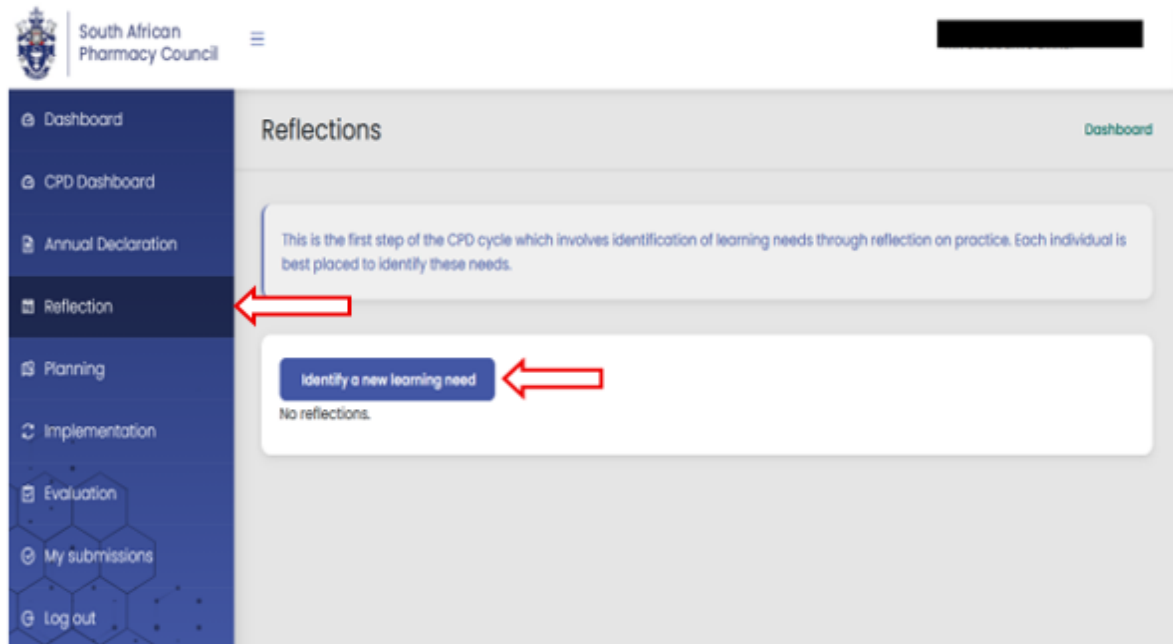 South African
Pharmacy Council
Dashboard
CPD Dashboard
Annual Declaration
Reflection
Planning
Implementation
Evaluation
My submissions
Log out
Reflections
Dashboard
This is the first step of the CPD cycle which involves identification of learning needs through reflection on practice. Each individual is
best placed to identify these needs.
Identify a new learning need
No reflections.